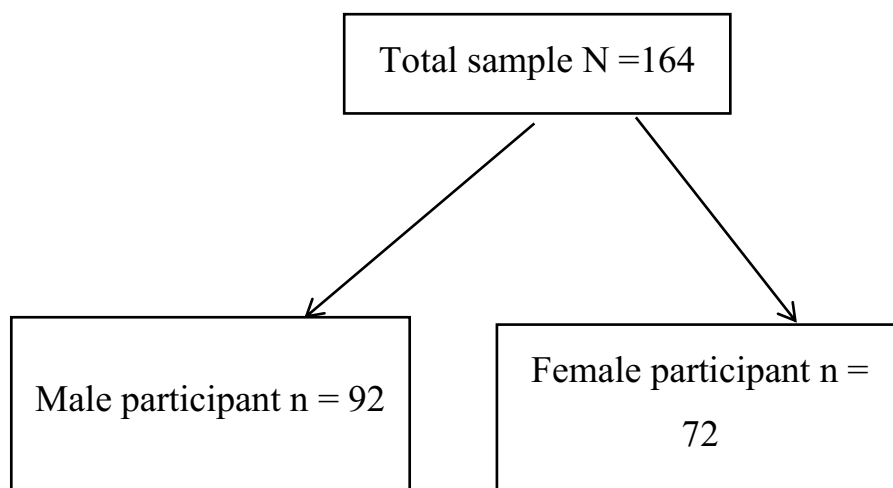 Total sample N =164
Male participant n = 92
Female participant n =
72